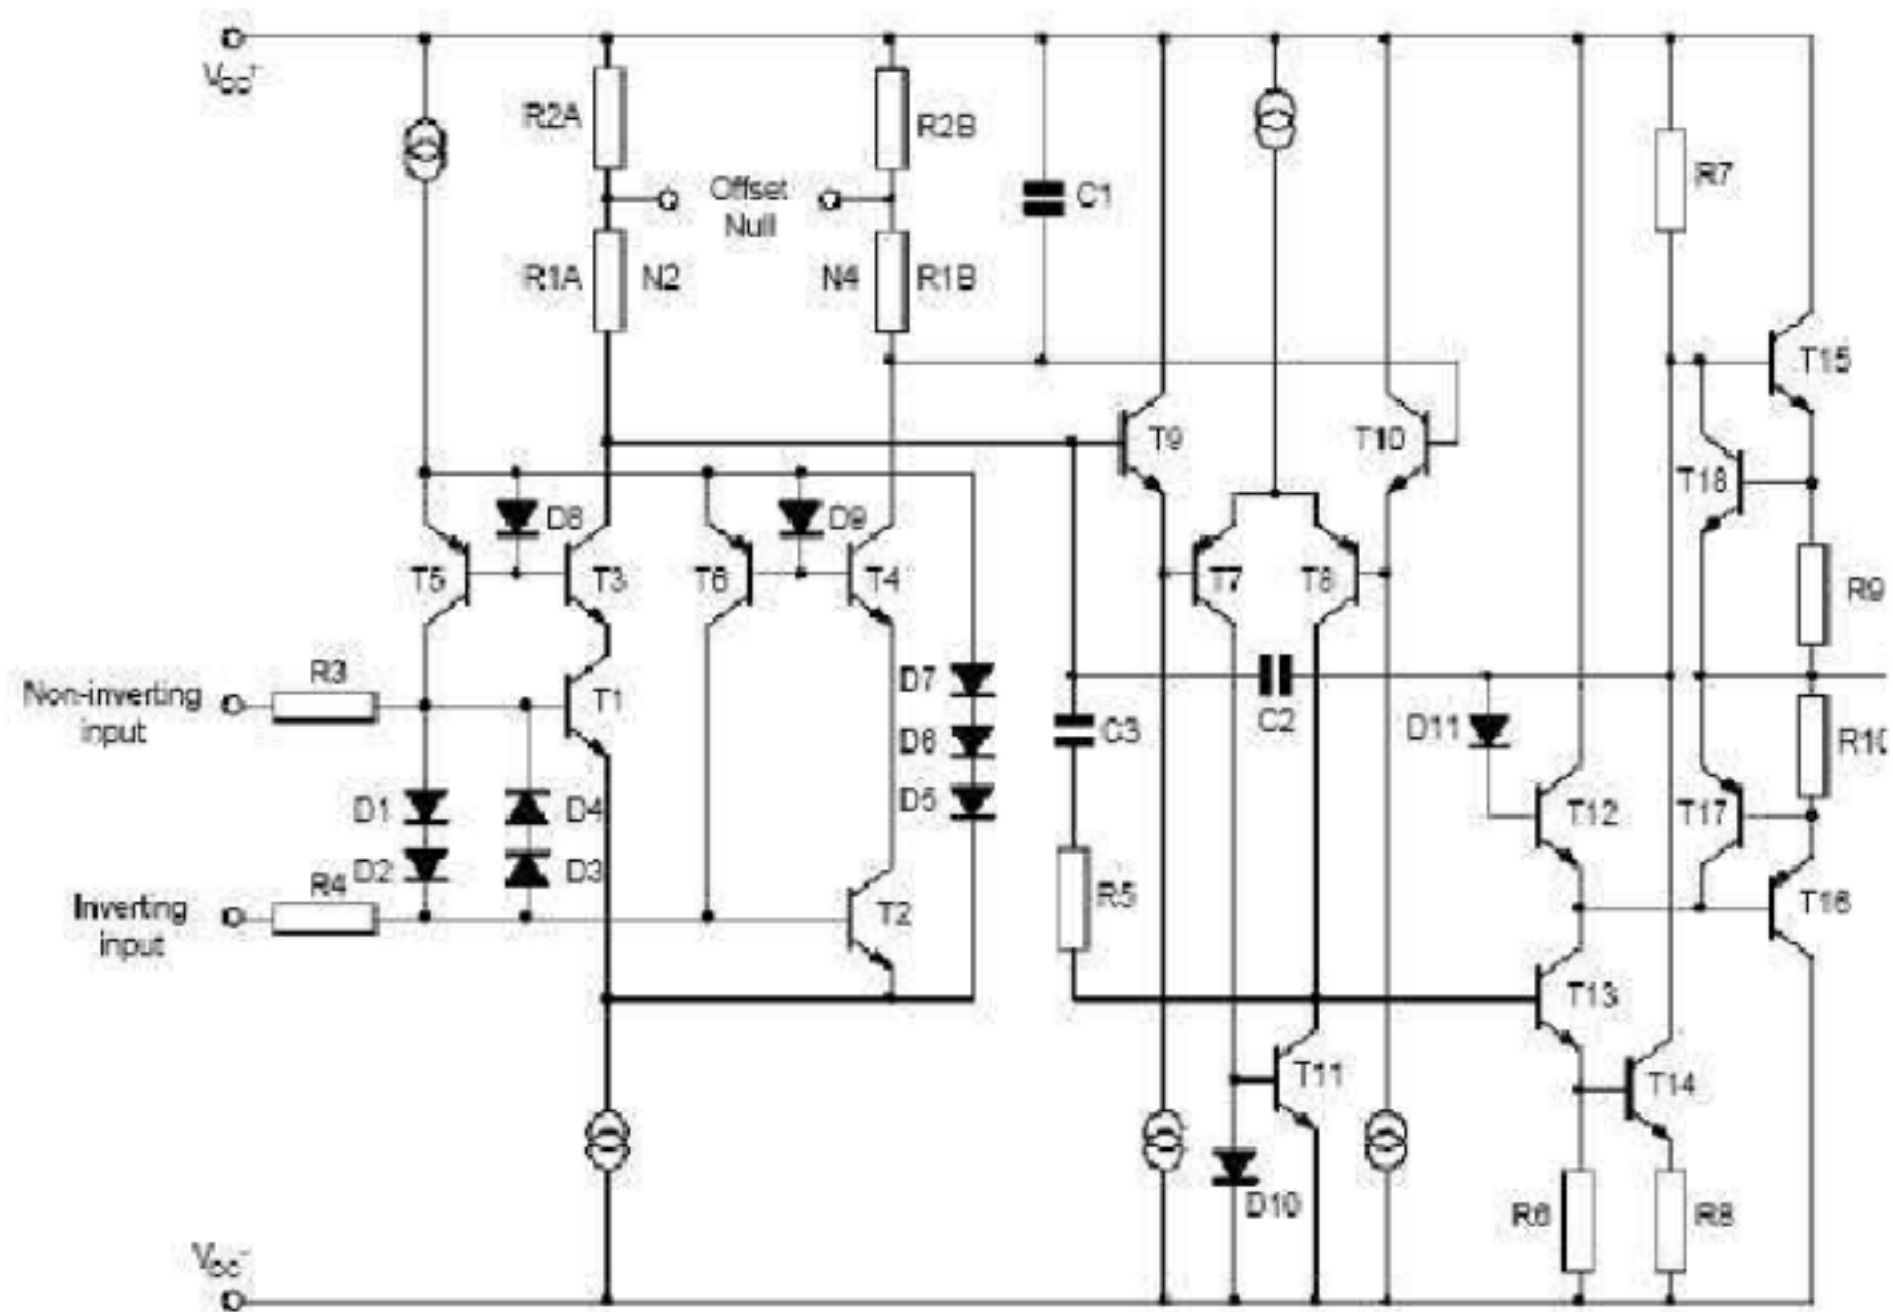 VCC+
R2A
R2B
Offset
Null
C1
R7
R1A
N2
N4
R1B
T15
T9
T10
T18
D8
D9
T5
T3
T6
T4
T7
T8
R9
R3
Non-inverting
input
T1
D7
D6
D5
C3
C2
D11
R10
D1
D4
T12
T17
D2
D3
R4
Inverting
input
T2
R5
T16
T13
T11
T14
D10
R6
R8
VCC-